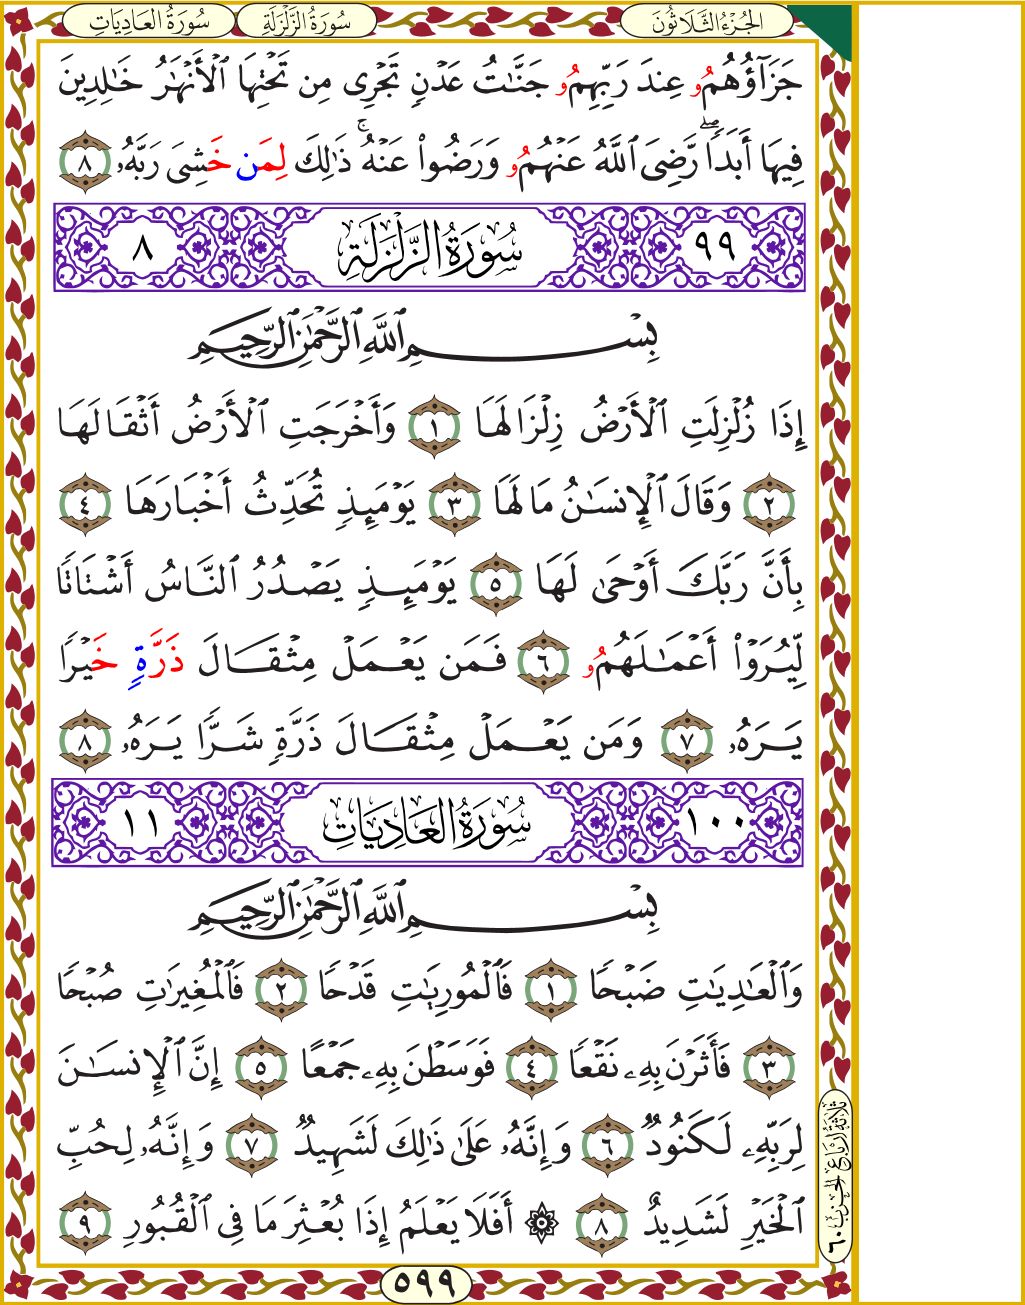 الجُزْءُ الثَّلَاثُونَ
سُورَةُ الزَّلْزَلَةِ
سُورَةُ العَادِيَاتِ
جَزَآؤُهُمُۥ عِندَ رَبِّهِمُۥ جَنَّٰتُ عَدْنٍ تَجْرِى مِن تَحْتِهَا ٱلْأَنْهَٰرُ خَٰلِدِينَ
فِيهَا أَبَدًاۖ رَّضِىَ ٱللَّهُ عَنْهُمُۥ وَرَضُوا۟ عَنْهُۚ ذَٰلِكَ لِمَن خَشِىَ رَبَّهُۥ ٨
٩٩ سُورَةُ الزَّلْزَلَةِ ٨
بِسْمِ ٱللَّهِ ٱلرَّحْمَٰنِ ٱلرَّحِيمِ
إِذَا زُلْزِلَتِ ٱلْأَرْضُ زِلْزَالَهَا ١ وَأَخْرَجَتِ ٱلْأَرْضُ أَثْقَالَهَا
٢ وَقَالَ ٱلْإِنسَٰنُ مَا لَهَا ٣ يَوْمَئِذٍ تُحَدِّثُ أَخْبَارَهَا ٤
بِأَنَّ رَبَّكَ أَوْحَىٰ لَهَا ٥ يَوْمَئِذٍ يَصْدُرُ ٱلنَّاسُ أَشْتَاتًا
لِّيُرَوْا۟ أَعْمَٰلَهُمُۥ ٦ فَمَن يَعْمَلْ مِثْقَالَ ذَرَّةٍ خَيْرًا
يَرَهُۥ ٧ وَمَن يَعْمَلْ مِثْقَالَ ذَرَّةٍ شَرًّا يَرَهُۥ ٨
١٠٠ سُورَةُ العَادِيَاتِ ١١
بِسْمِ ٱللَّهِ ٱلرَّحْمَٰنِ ٱلرَّحِيمِ
وَٱلْعَٰدِيَٰتِ ضَبْحًا ١ فَٱلْمُورِيَٰتِ قَدْحًا ٢ فَٱلْمُغِيرَٰتِ صُبْحًا
٣ فَأَثَرْنَ بِهِۦ نَقْعًا ٤ فَوَسَطْنَ بِهِۦ جَمْعًا ٥ إِنَّ ٱلْإِنسَٰنَ
لِرَبِّهِۦ لَكَنُودٌ ٦ وَإِنَّهُۥ عَلَىٰ ذَٰلِكَ لَشَهِيدٌ ٧ وَإِنَّهُۥ لِحُبِّ
ٱلْخَيْرِ لَشَدِيدٌ ٨ ۞ أَفَلَا يَعْلَمُ إِذَا بُعْثِرَ مَا فِى ٱلْقُبُورِ ٩
ثلاثة أرباع الحزب ٦٠
٥٩٩